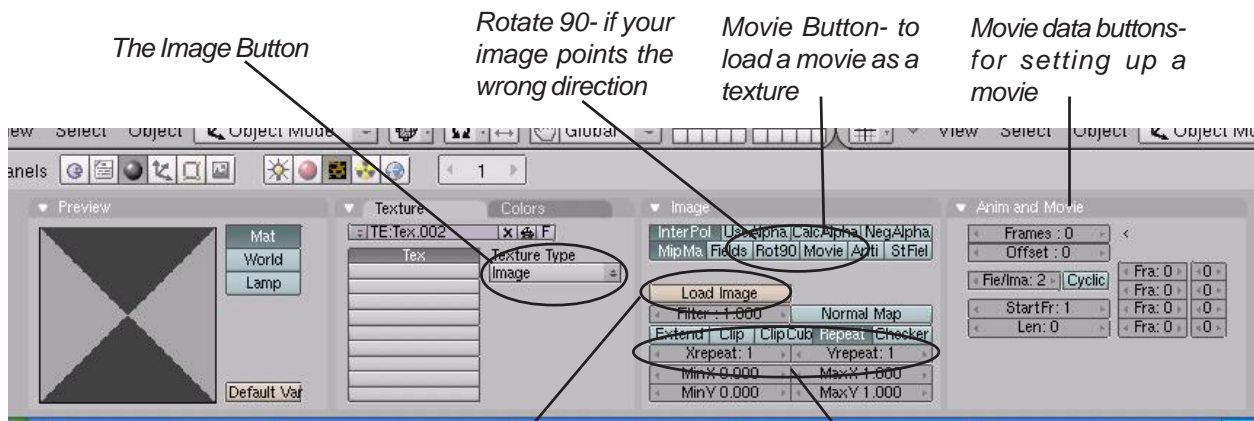 The Image Button
Rotate 90- if your
image points the
wrong direction
Movie Button- to
load a movie as a
texture
Movie data buttons-
for setting up a
movie
Select Object Object Mode Global View Select Object Object Mo
anels 1
Preview
Mat
World
Lamp
Default Var
Texture Colors
TE:Tex.002 X F
Tex
Texture Type
Image
Image
InterPol UseAlpha CalcAlpha NegAlpha
MipMa Fields Rot90 Movie Anti StFiel
Load Image
Filter : 1.000 Normal Map
Extend Clip ClipCub Repeat Checker
Xrepeat: 1 Yrepeat: 1
MinX 0.000 MaxX 1.000
MinY 0.000 MaxY 1.000
Anim and Movie
Frames : 0 <
Offset : 0
Fie/Ima: 2 Cyclic Fra: 0 0
Fra: 0 0
StartFr: 1 Fra: 0 0
Len: 0 Fra: 0 0